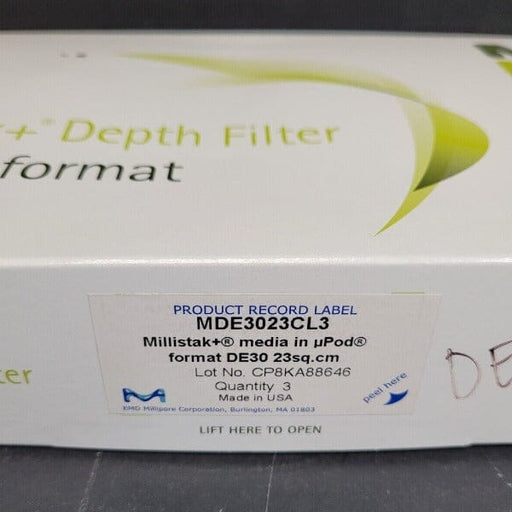 +® Depth Filter
format
PRODUCT RECORD LABEL
MDE3023CL3
Millistak+® media in µPod®
format DE30 23sq.cm
Lot No. CP8KA88646
Quantity 3
Made in USA
EMD Millipore Corporation, Burlington, MA 01803
peel here
LIFT HERE TO OPEN
DE